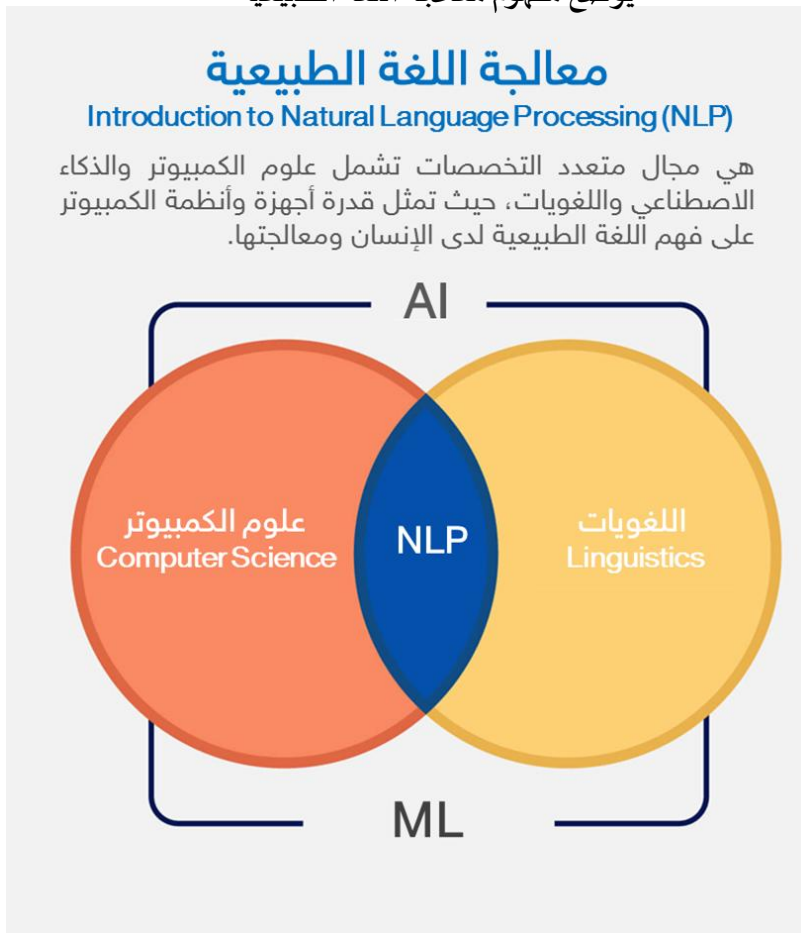 معالجة اللغة الطبيعية
Introduction to Natural Language Processing (NLP)
هي مجال متعدد التخصصات تشمل علوم الكمبيوتر والذكاء
الاصطناعي واللغويات، حيث تمثل قدرة أجهزة وأنظمة الكمبيوتر
على فهم اللغة الطبيعية لدى الإنسان ومعالجتها.
AI
علوم الكمبيوتر
Computer Science
NLP
اللغويات
Linguistics
ML